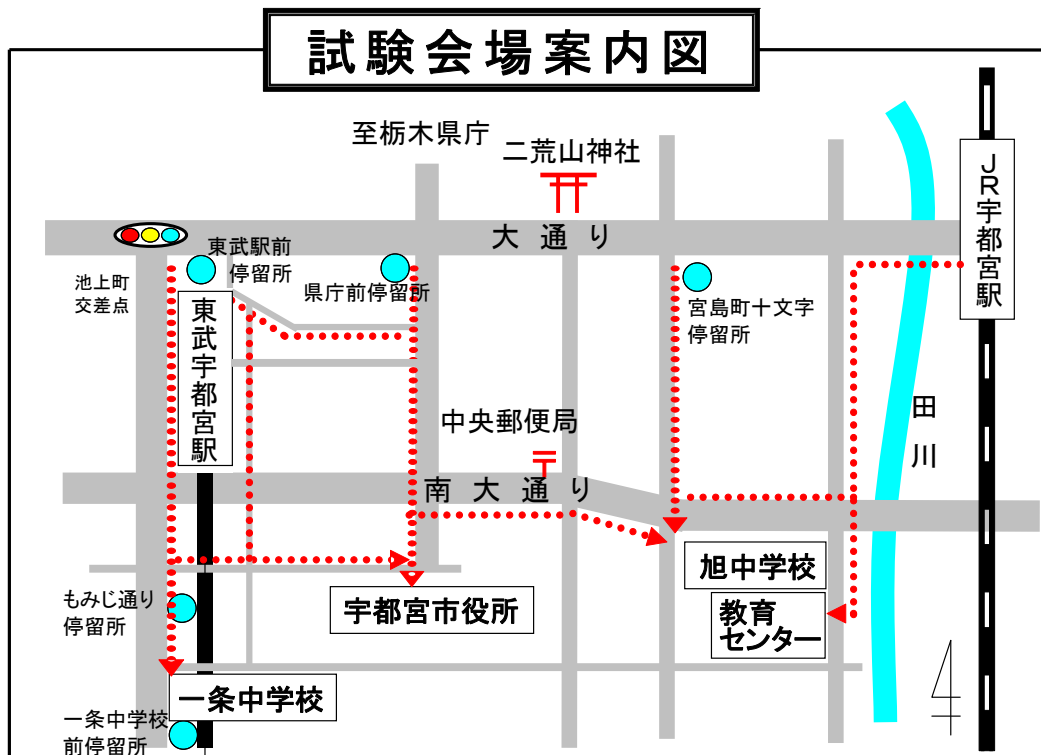 試験会場案内図
至栃木県庁
二荒山神社
JR宇都宮駅
大通り
池上町
交差点
東武駅前
停留所
県庁前停留所
宮島町十文字
停留所
東武宇都宮駅
田川
中央郵便局
南大通り
旭中学校
もみじ通り
停留所
宇都宮市役所
教育
センター
一条中学校
一条中学校
前停留所